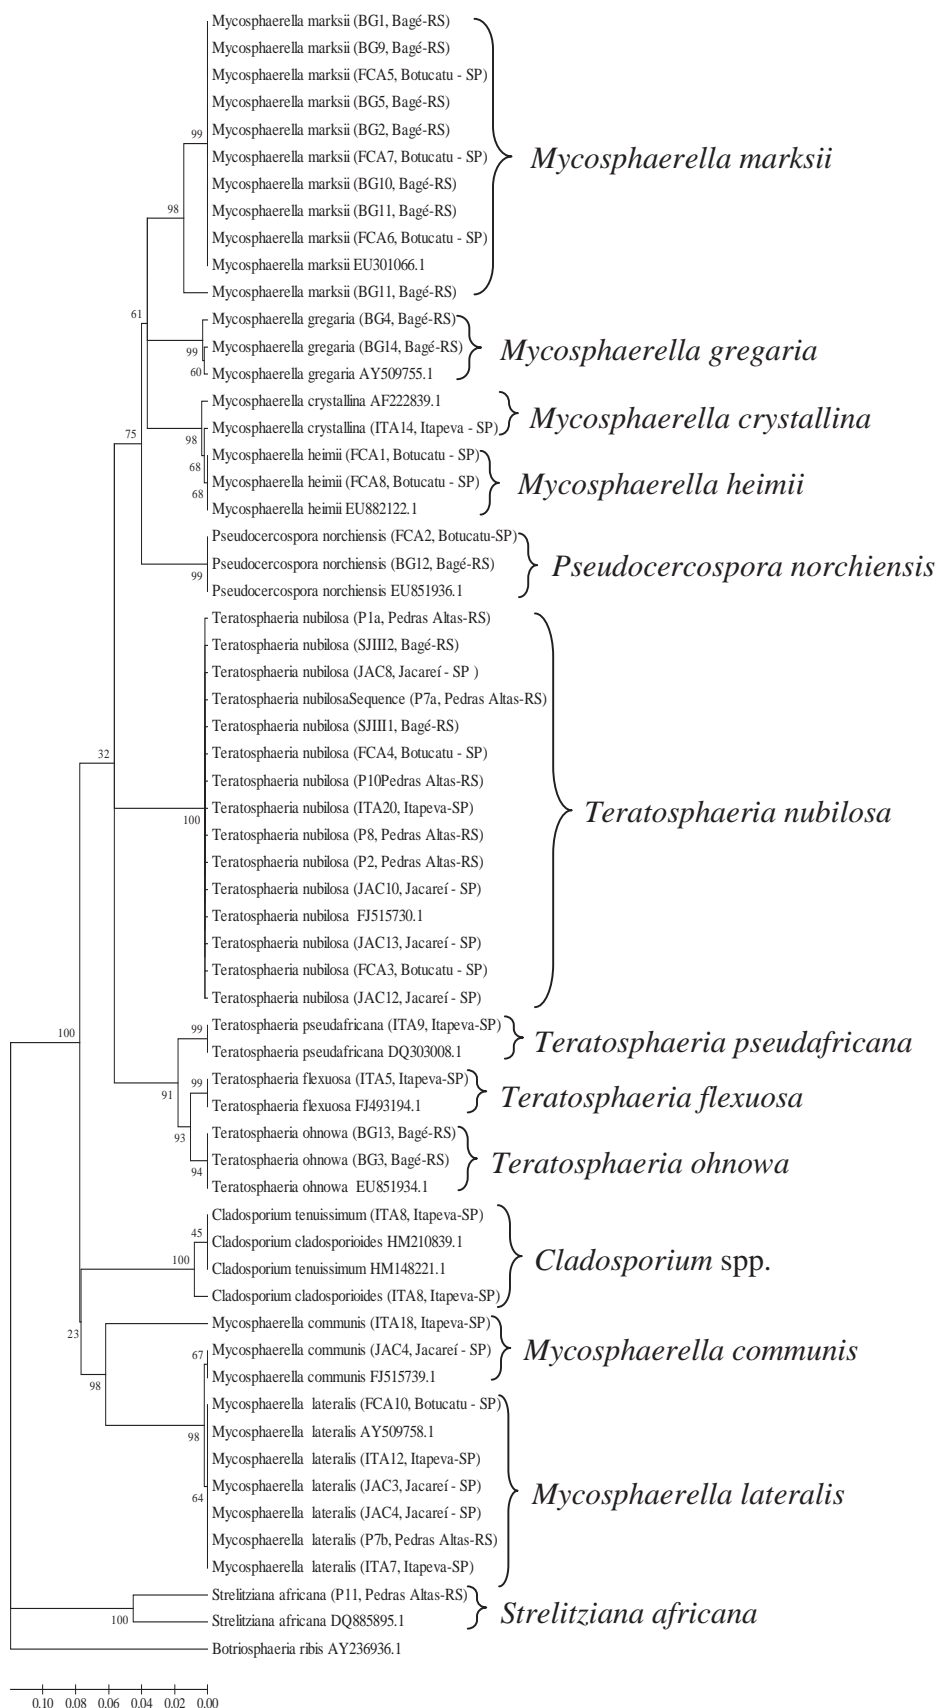 Mycosphaerella marksii (BG1, Bagé-RS)
Mycosphaerella marksii (BG9, Bagé-RS)
Mycosphaerella marksii (FCA5, Botucatu - SP)
Mycosphaerella marksii (BG5, Bagé-RS)
Mycosphaerella marksii (BG2, Bagé-RS)
Mycosphaerella marksii (FCA7, Botucatu - SP)
Mycosphaerella marksii (BG10, Bagé-RS)
Mycosphaerella marksii (BG11, Bagé-RS)
Mycosphaerella marksii (FCA6, Botucatu - SP)
Mycosphaerella marksii EU301066.1
Mycosphaerella marksii (BG11, Bagé-RS)
Mycosphaerella marksii
99
98
Mycosphaerella gregaria (BG4, Bagé-RS)
Mycosphaerella gregaria (BG14, Bagé-RS)
Mycosphaerella gregaria AY509755.1
Mycosphaerella gregaria
61
99
60
Mycosphaerella crystallina AF222839.1
Mycosphaerella crystallina (ITA14, Itapeva - SP)
Mycosphaerella crystallina
Mycosphaerella heimii (FCA1, Botucatu - SP)
Mycosphaerella heimii (FCA8, Botucatu - SP)
Mycosphaerella heimii EU882122.1
Mycosphaerella heimii
75
98
68
68
Pseudocercospora norchiensis (FCA2, Botucatu-SP)
Pseudocercospora norchiensis (BG12, Bagé-RS)
Pseudocercospora norchiensis EU851936.1
Pseudocercospora norchiensis
99
Teratosphaeria nubilosa (P1a, Pedras Altas-RS)
Teratosphaeria nubilosa (SJIII2, Bagé-RS)
Teratosphaeria nubilosa (JAC8, Jacareí - SP )
Teratosphaeria nubilosaSequence (P7a, Pedras Altas-RS)
Teratosphaeria nubilosa (SJIII1, Bagé-RS)
Teratosphaeria nubilosa (FCA4, Botucatu - SP)
Teratosphaeria nubilosa (P10Pedras Altas-RS)
Teratosphaeria nubilosa (ITA20, Itapeva-SP)
Teratosphaeria nubilosa (P8, Pedras Altas-RS)
Teratosphaeria nubilosa (P2, Pedras Altas-RS)
Teratosphaeria nubilosa (JAC10, Jacareí - SP)
Teratosphaeria nubilosa FJ515730.1
Teratosphaeria nubilosa (JAC13, Jacareí - SP)
Teratosphaeria nubilosa (FCA3, Botucatu - SP)
Teratosphaeria nubilosa (JAC12, Jacareí - SP)
Teratosphaeria nubilosa
32
100
Teratosphaeria pseudafricana (ITA9, Itapeva-SP)
Teratosphaeria pseudafricana DQ303008.1
Teratosphaeria pseudafricana
100
99
Teratosphaeria flexuosa (ITA5, Itapeva-SP)
Teratosphaeria flexuosa FJ493194.1
Teratosphaeria flexuosa
99
91
Teratosphaeria ohnowa (BG13, Bagé-RS)
Teratosphaeria ohnowa (BG3, Bagé-RS)
Teratosphaeria ohnowa EU851934.1
Teratosphaeria ohnowa
93
94
Cladosporium tenuissimum (ITA8, Itapeva-SP)
Cladosporium cladosporioides HM210839.1
Cladosporium tenuissimum HM148221.1
Cladosporium cladosporioides (ITA8, Itapeva-SP)
Cladosporium spp.
45
100
Mycosphaerella communis (ITA18, Itapeva-SP)
Mycosphaerella communis (JAC4, Jacareí - SP)
Mycosphaerella communis FJ515739.1
Mycosphaerella communis
23
67
98
Mycosphaerella lateralis (FCA10, Botucatu - SP)
Mycosphaerella lateralis AY509758.1
Mycosphaerella lateralis (ITA12, Itapeva-SP)
Mycosphaerella lateralis (JAC3, Jacareí - SP)
Mycosphaerella lateralis (JAC4, Jacareí - SP)
Mycosphaerella lateralis (P7b, Pedras Altas-RS)
Mycosphaerella lateralis (ITA7, Itapeva-SP)
Mycosphaerella lateralis
98
64
Strelitziana africana (P11, Pedras Altas-RS)
Strelitziana africana DQ885895.1
Strelitziana africana
100
Botriosphaeria ribis AY236936.1
0.10 0.08 0.06 0.04 0.02 0.00